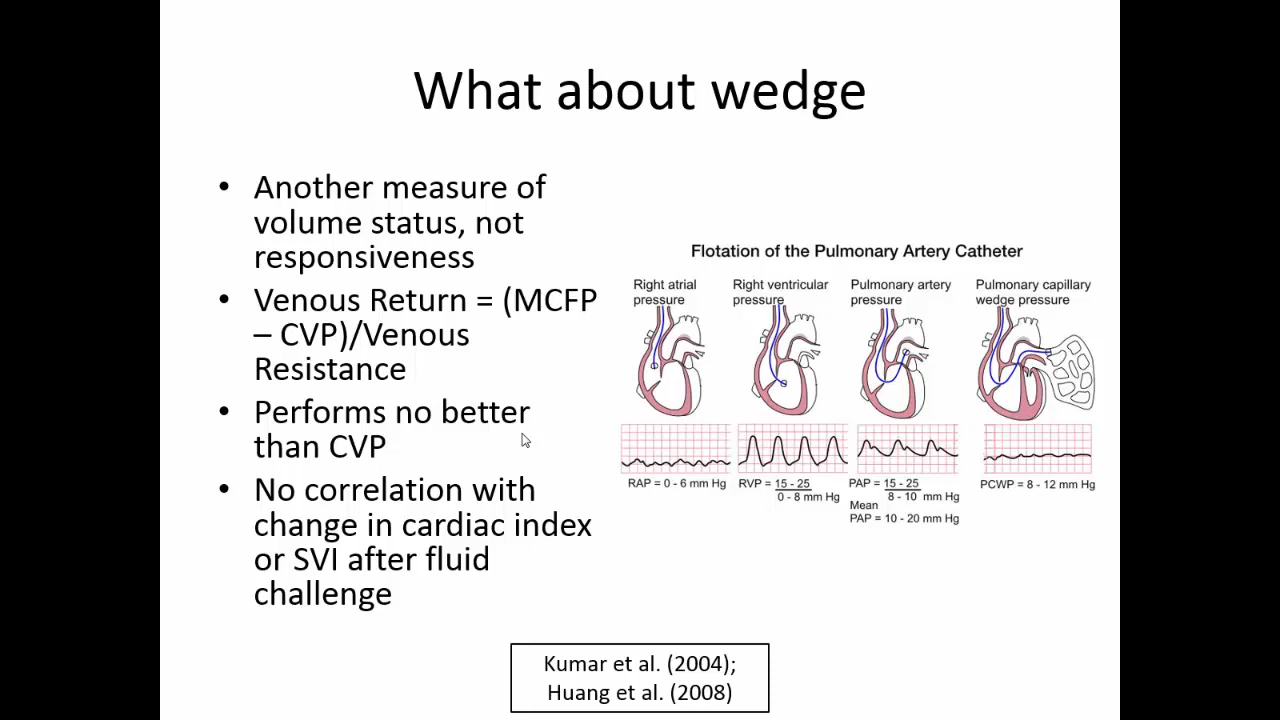 What about wedge
• Another measure of
volume status, not
responsiveness
• Venous Return = (MCFP
– CVP)/Venous
Resistance
• Performs no better
than CVP
• No correlation with
change in cardiac index
or SVI after fluid
challenge
Flotation of the Pulmonary Artery Catheter
Right atrial
pressure
Right ventricular
pressure
Pulmonary artery
pressure
Pulmonary capillary
wedge pressure
RAP = 0 - 6 mm Hg
RVP = 15 - 25
0 - 8 mm Hg
PAP = 15 - 25
8 - 10 mm Hg
Mean
PAP = 10 - 20 mm Hg
PCWP = 8 - 12 mm Hg
Kumar et al. (2004);
Huang et al. (2008)